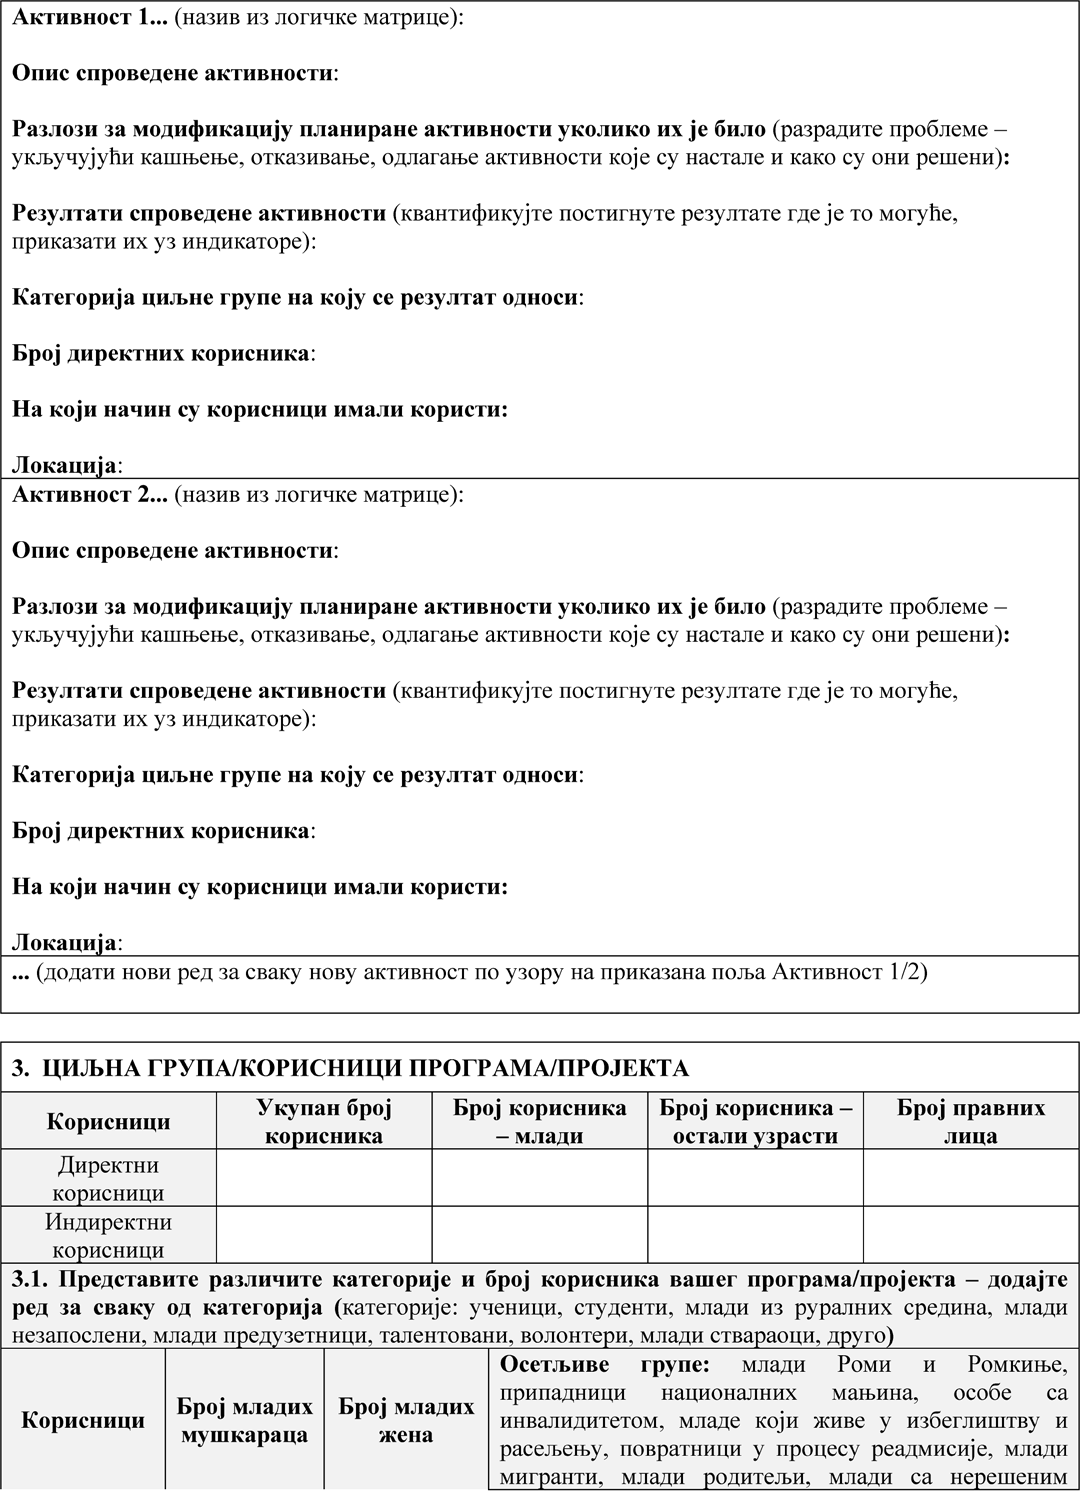 Активност 1... (назив из логичке матрице):
Опис спроведене активности:
Разлози за модификацију планиране активности уколико их је било (разрадите проблеме –
укључујући кашњење, отказивање, одлагање активности које су настале и како су они решени):
Резултати спроведене активности (квантификујте постигнуте резултате где је то могуће,
приказати их уз индикаторе):
Категорија циљне групе на коју се резултат односи:
Број директних корисника:
На који начин су корисници имали користи:
Локација:
Активност 2... (назив из логичке матрице):
Опис спроведене активности:
Разлози за модификацију планиране активности уколико их је било (разрадите проблеме –
укључујући кашњење, отказивање, одлагање активности које су настале и како су они решени):
Резултати спроведене активности (квантификујте постигнуте резултате где је то могуће,
приказати их уз индикаторе):
Категорија циљне групе на коју се резултат односи:
Број директних корисника:
На који начин су корисници имали користи:
Локација:
... (додати нови ред за сваку нову активност по узору на приказана поља Активност 1/2)
3. ЦИЉНА ГРУПА/КОРИСНИЦИ ПРОГРАМА/ПРОЈЕКТА
Корисници
Укупан број
корисника
Број корисника
– млади
Број корисника –
остали узрасти
Број правних
лица
Директни
корисници
Индиректни
корисници
3.1. Представите различите категорије и број корисника вашег програма/пројекта – додајте
ред за сваку од категорија (категорије: ученици, студенти, млади из руралних средина, млади
незапослени, млади предузетници, талентовани, волонтери, млади ствараоци, друго)
Корисници
Број младих
мушкараца
Број младих
жена
Осетљиве групе: млади Роми и Ромкиње,
припадници националних мањина, особе са
инвалидитетом, младе који живе у избеглиштву и
расељењу, повратници у процесу реадмисије, млади
мигранти, млади родитељи, млади са нерешеним